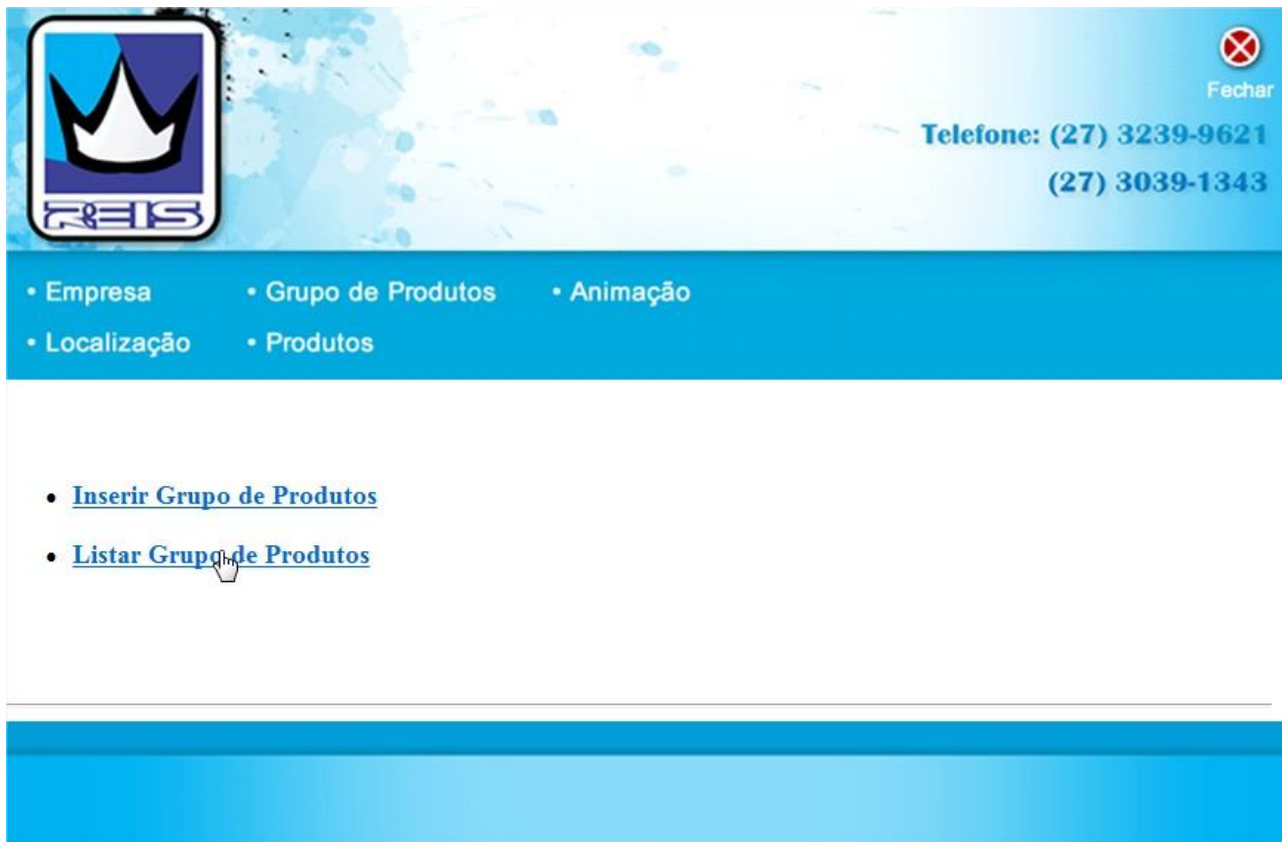 REIS
Fechar
Telefone: (27) 3239-9621
(27) 3039-1343
• Empresa • Grupo de Produtos • Animação
• Localização • Produtos
• Inserir Grupo de Produtos
• Listar Grupo de Produtos